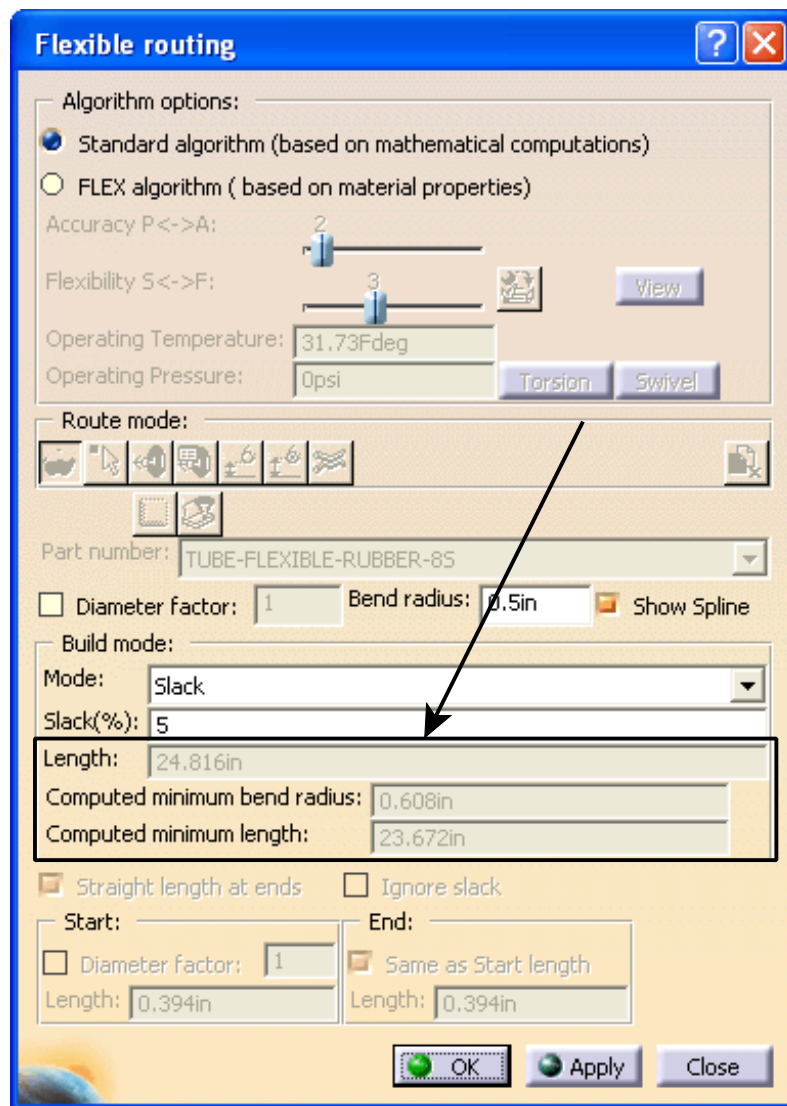 Flexible routing
Algorithm options:
Standard algorithm (based on mathematical computations)
FLEX algorithm ( based on material properties)
Accuracy P<->A: 2
Flexibility S<->F: 3 View
Operating Temperature: 31.73Fdeg
Operating Pressure: 0psi Torsion Swivel
Route mode:
Part number: TUBE-FLEXIBLE-RUBBER-8S
Diameter factor: 1 Bend radius: 0.5in Show Spline
Build mode:
Mode: Slack
Slack(%): 5
Length: 24.816in
Computed minimum bend radius: 0.608in
Computed minimum length: 23.672in
Straight length at ends Ignore slack
Start: End:
Diameter factor: 1 Same as Start length
Length: 0.394in Length: 0.394in
OK Apply Close